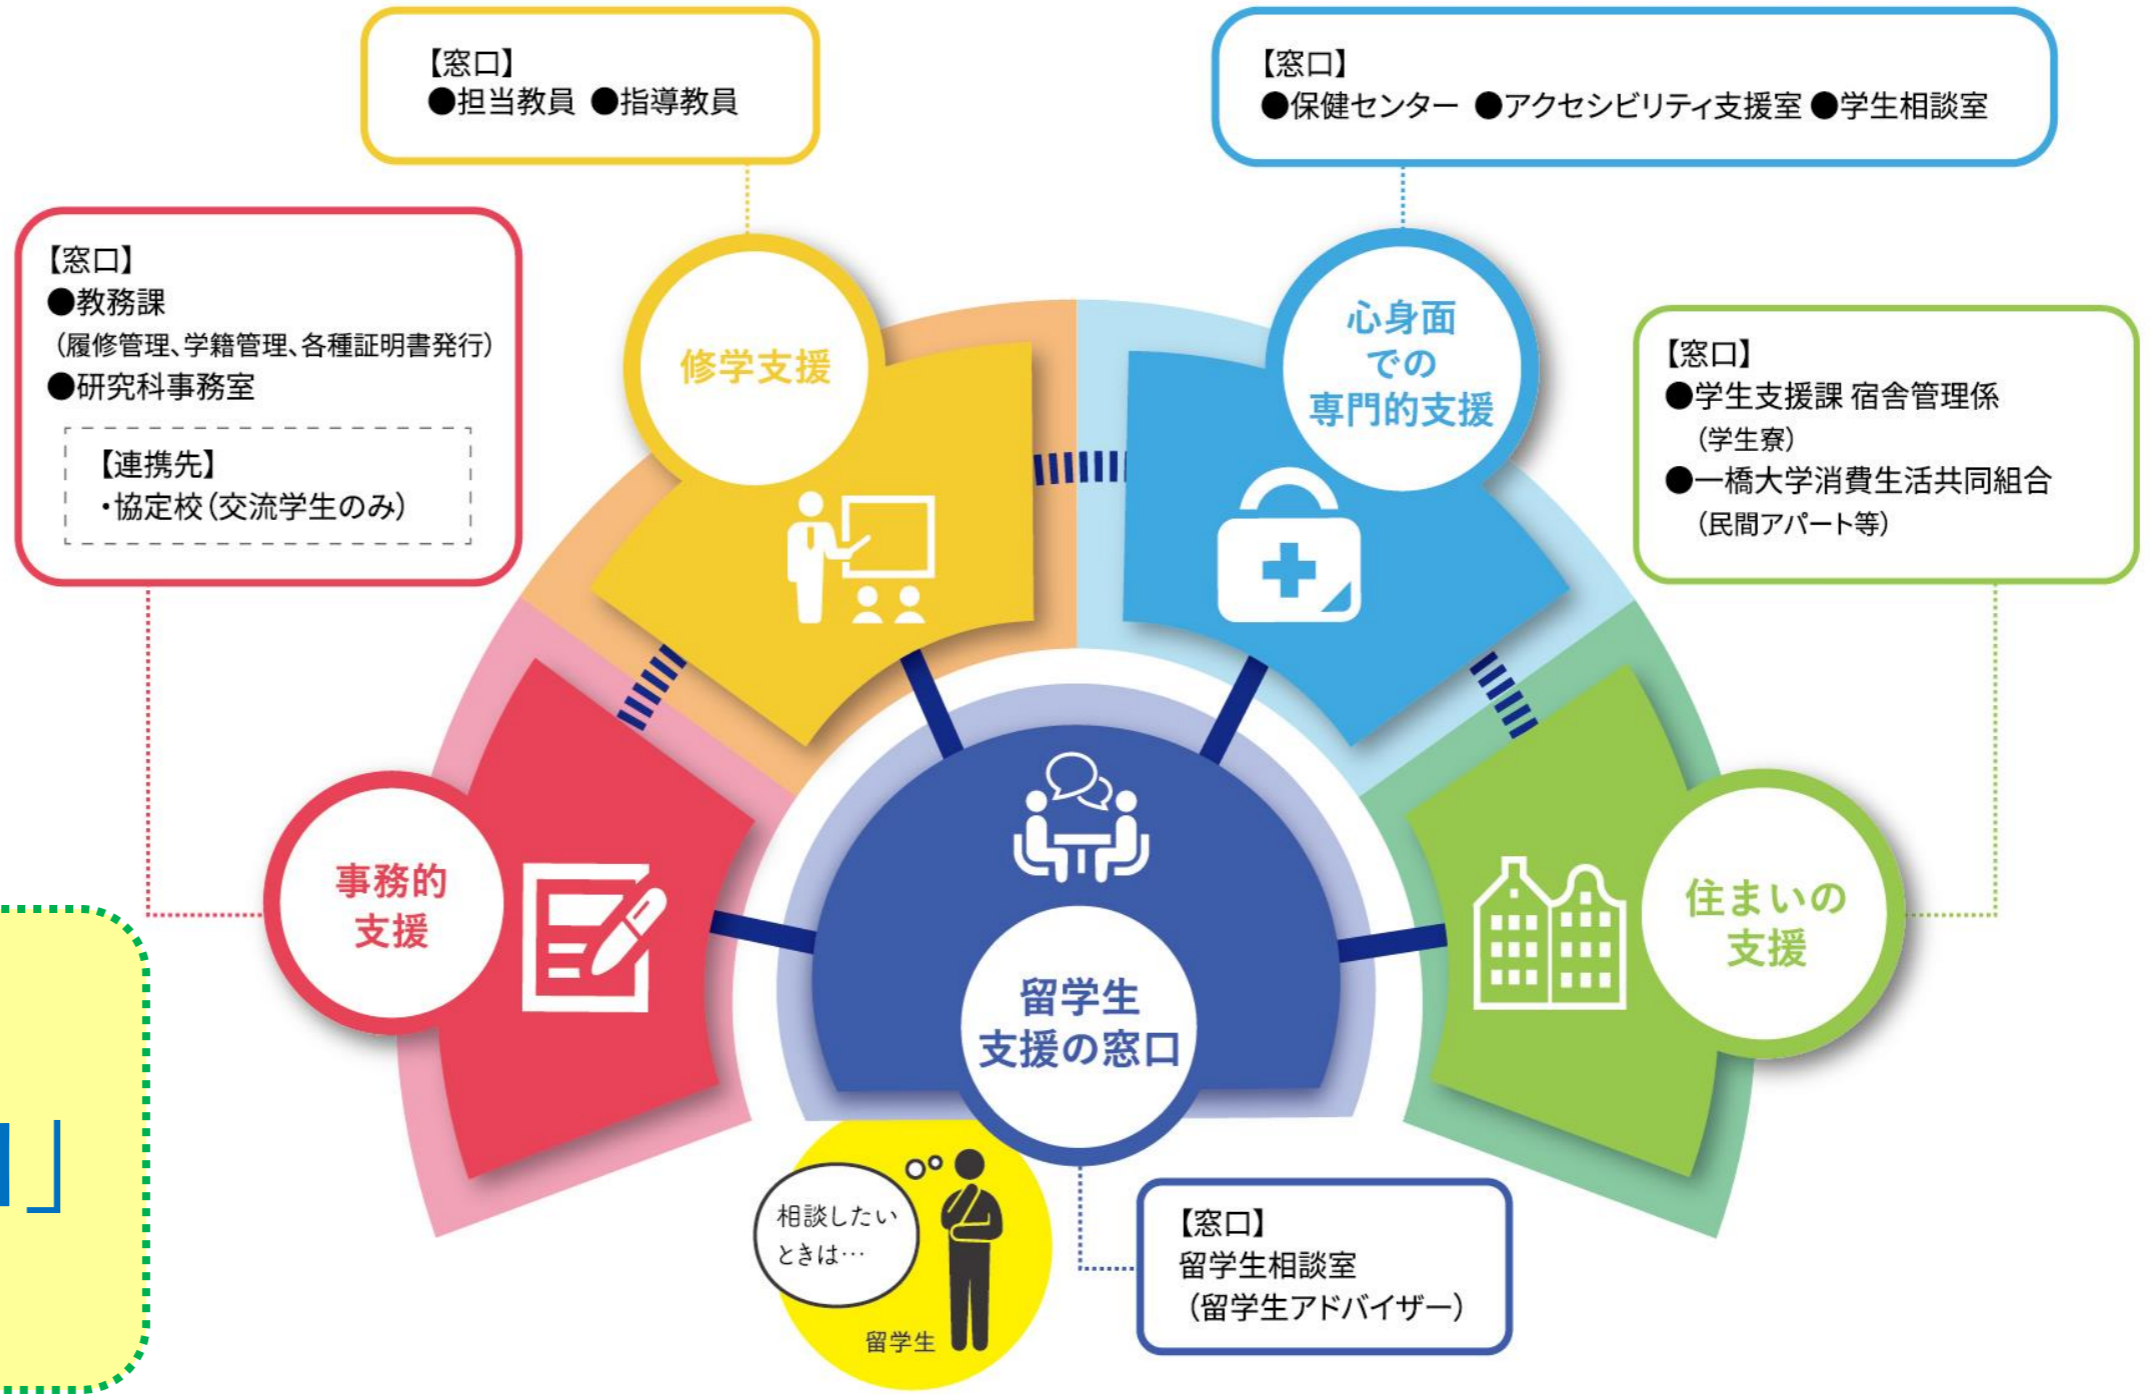 【窓口】
●担当教員 ●指導教員
【窓口】
●保健センター ●アクセシビリティ支援室 ●学生相談室
【窓口】
●教務課
（履修管理、学籍管理、各種証明書発行）
●研究科事務室
【連携先】
・協定校（交流学生のみ）
修学支援
心身面
での
専門的支援
【窓口】
●学生支援課 宿舎管理係
（学生寮）
●一橋大学消費生活共同組合
（民間アパート等）
事務的
支援
住まいの
支援
留学生
支援の窓口
相談したい
ときは…
留学生
【窓口】
留学生相談室
（留学生アドバイザー）